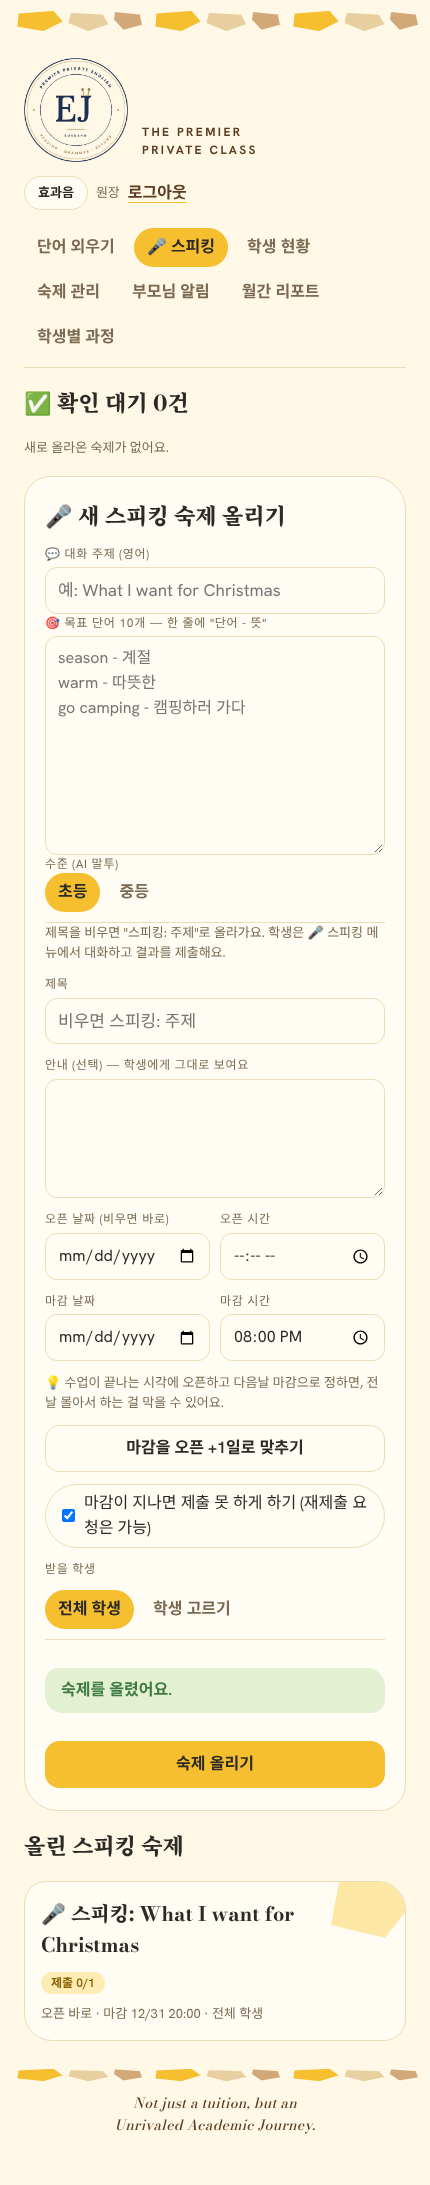 PREMIER PRIVATE ENGLISH
EJ
READING · GRAMMAR · BEYOND
THE PREMIER
PRIVATE CLASS
효과음 원장 로그아웃
단어 외우기 🎤 스피킹 학생 현황
숙제 관리 부모님 알림 월간 리포트
학생별 과정
✅ 확인 대기 0건
새로 올라온 숙제가 없어요.
🎤 새 스피킹 숙제 올리기
💬 대화 주제 (영어)
예: What I want for Christmas
🎯 목표 단어 10개 — 한 줄에 "단어 - 뜻"
season - 계절
warm - 따뜻한
go camping - 캠핑하러 가다
수준 (AI 말투)
초등 중등
제목을 비우면 "스피킹: 주제"로 올라가요. 학생은 🎤 스피킹 메
뉴에서 대화하고 결과를 제출해요.
제목
비우면 스피킹: 주제
안내 (선택) — 학생에게 그대로 보여요
오픈 날짜 (비우면 바로) 오픈 시간
mm/dd/yyyy --:-- --
마감 날짜 마감 시간
mm/dd/yyyy 08:00 PM
💡 수업이 끝나는 시각에 오픈하고 다음날 마감으로 정하면, 전
날 몰아서 하는 걸 막을 수 있어요.
마감을 오픈 +1일로 맞추기
마감이 지나면 제출 못 하게 하기 (재제출 요
청은 가능)
받을 학생
전체 학생 학생 고르기
숙제를 올렸어요.
숙제 올리기
올린 스피킹 숙제
🎤 스피킹: What I want for
Christmas
제출 0/1
오픈 바로 · 마감 12/31 20:00 · 전체 학생
Not just a tuition, but an
Unrivaled Academic Journey.